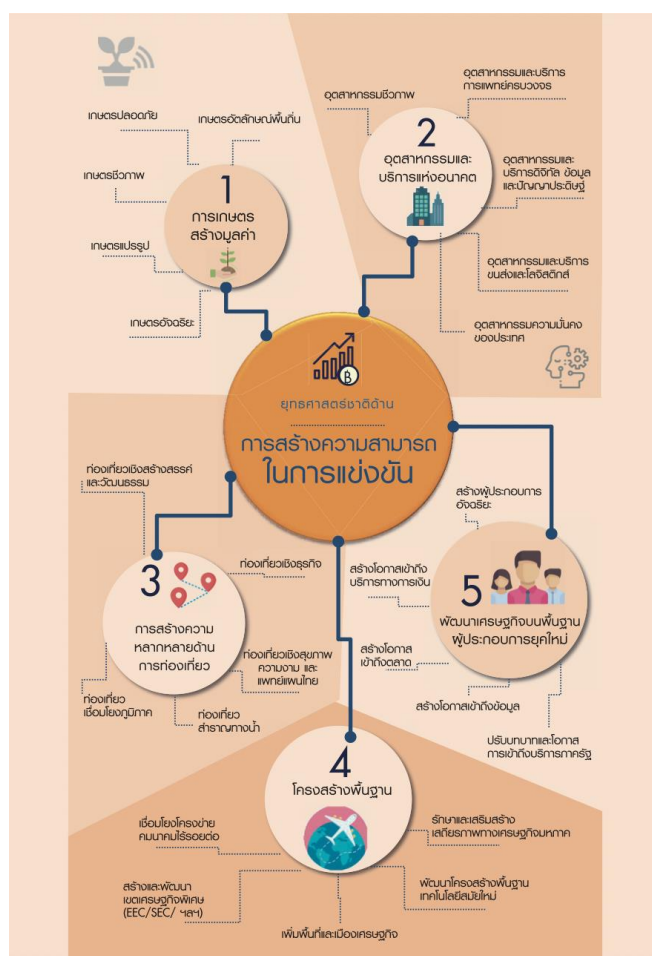 เกษตรปลอดภัย
เกษตรอัตลักษณ์พื้นถิ่น
เกษตรชีวภาพ
1
การเกษตร
สร้างมูลค่า
เกษตรแปรรูป
เกษตรอัจฉริยะ
อุตสาหกรรมชีวภาพ
อุตสาหกรรมและบริการ
การแพทย์ครบวงจร
2
อุตสาหกรรมและ
บริการแห่งอนาคต
อุตสาหกรรมและ
บริการดิจิทัล ข้อมูล
และปัญญาประดิษฐ์
อุตสาหกรรมและบริการ
ขนส่งและโลจิสติกส์
อุตสาหกรรมความมั่นคง
ของประเทศ
฿
ยุทธศาสตร์ชาติด้าน
การสร้างความสามารถ
ในการแข่งขัน
ท่องเที่ยวเชิงสร้างสรรค์
และวัฒนธรรม
ท่องเที่ยวเชิงธุรกิจ
3
การสร้างความ
หลากหลายด้าน
การท่องเที่ยว
ท่องเที่ยวเชิงสุขภาพ
ความงาม และ
แพทย์แผนไทย
ท่องเที่ยว
เชื่อมโยงภูมิภาค
ท่องเที่ยว
สำราญทางน้ำ
สร้างผู้ประกอบการ
อัจฉริยะ
สร้างโอกาสเข้าถึง
บริการทางการเงิน
5
พัฒนาเศรษฐกิจบนพื้นฐาน
ผู้ประกอบการยุคใหม่
สร้างโอกาส
เข้าถึงตลาด
สร้างโอกาสเข้าถึงข้อมูล
ปรับบทบาทและโอกาส
การเข้าถึงบริการภาครัฐ
4
โครงสร้างพื้นฐาน
เชื่อมโยงโครงข่าย
คมนาคมไร้รอยต่อ
รักษาและเสริมสร้าง
เสถียรภาพทางเศรษฐกิจมหภาค
สร้างและพัฒนา
เขตเศรษฐกิจพิเศษ
(EEC/SEC/ ฯลฯ)
พัฒนาโครงสร้างพื้นฐาน
เทคโนโลยีสมัยใหม่
เพิ่มพื้นที่และเมืองเศรษฐกิจ